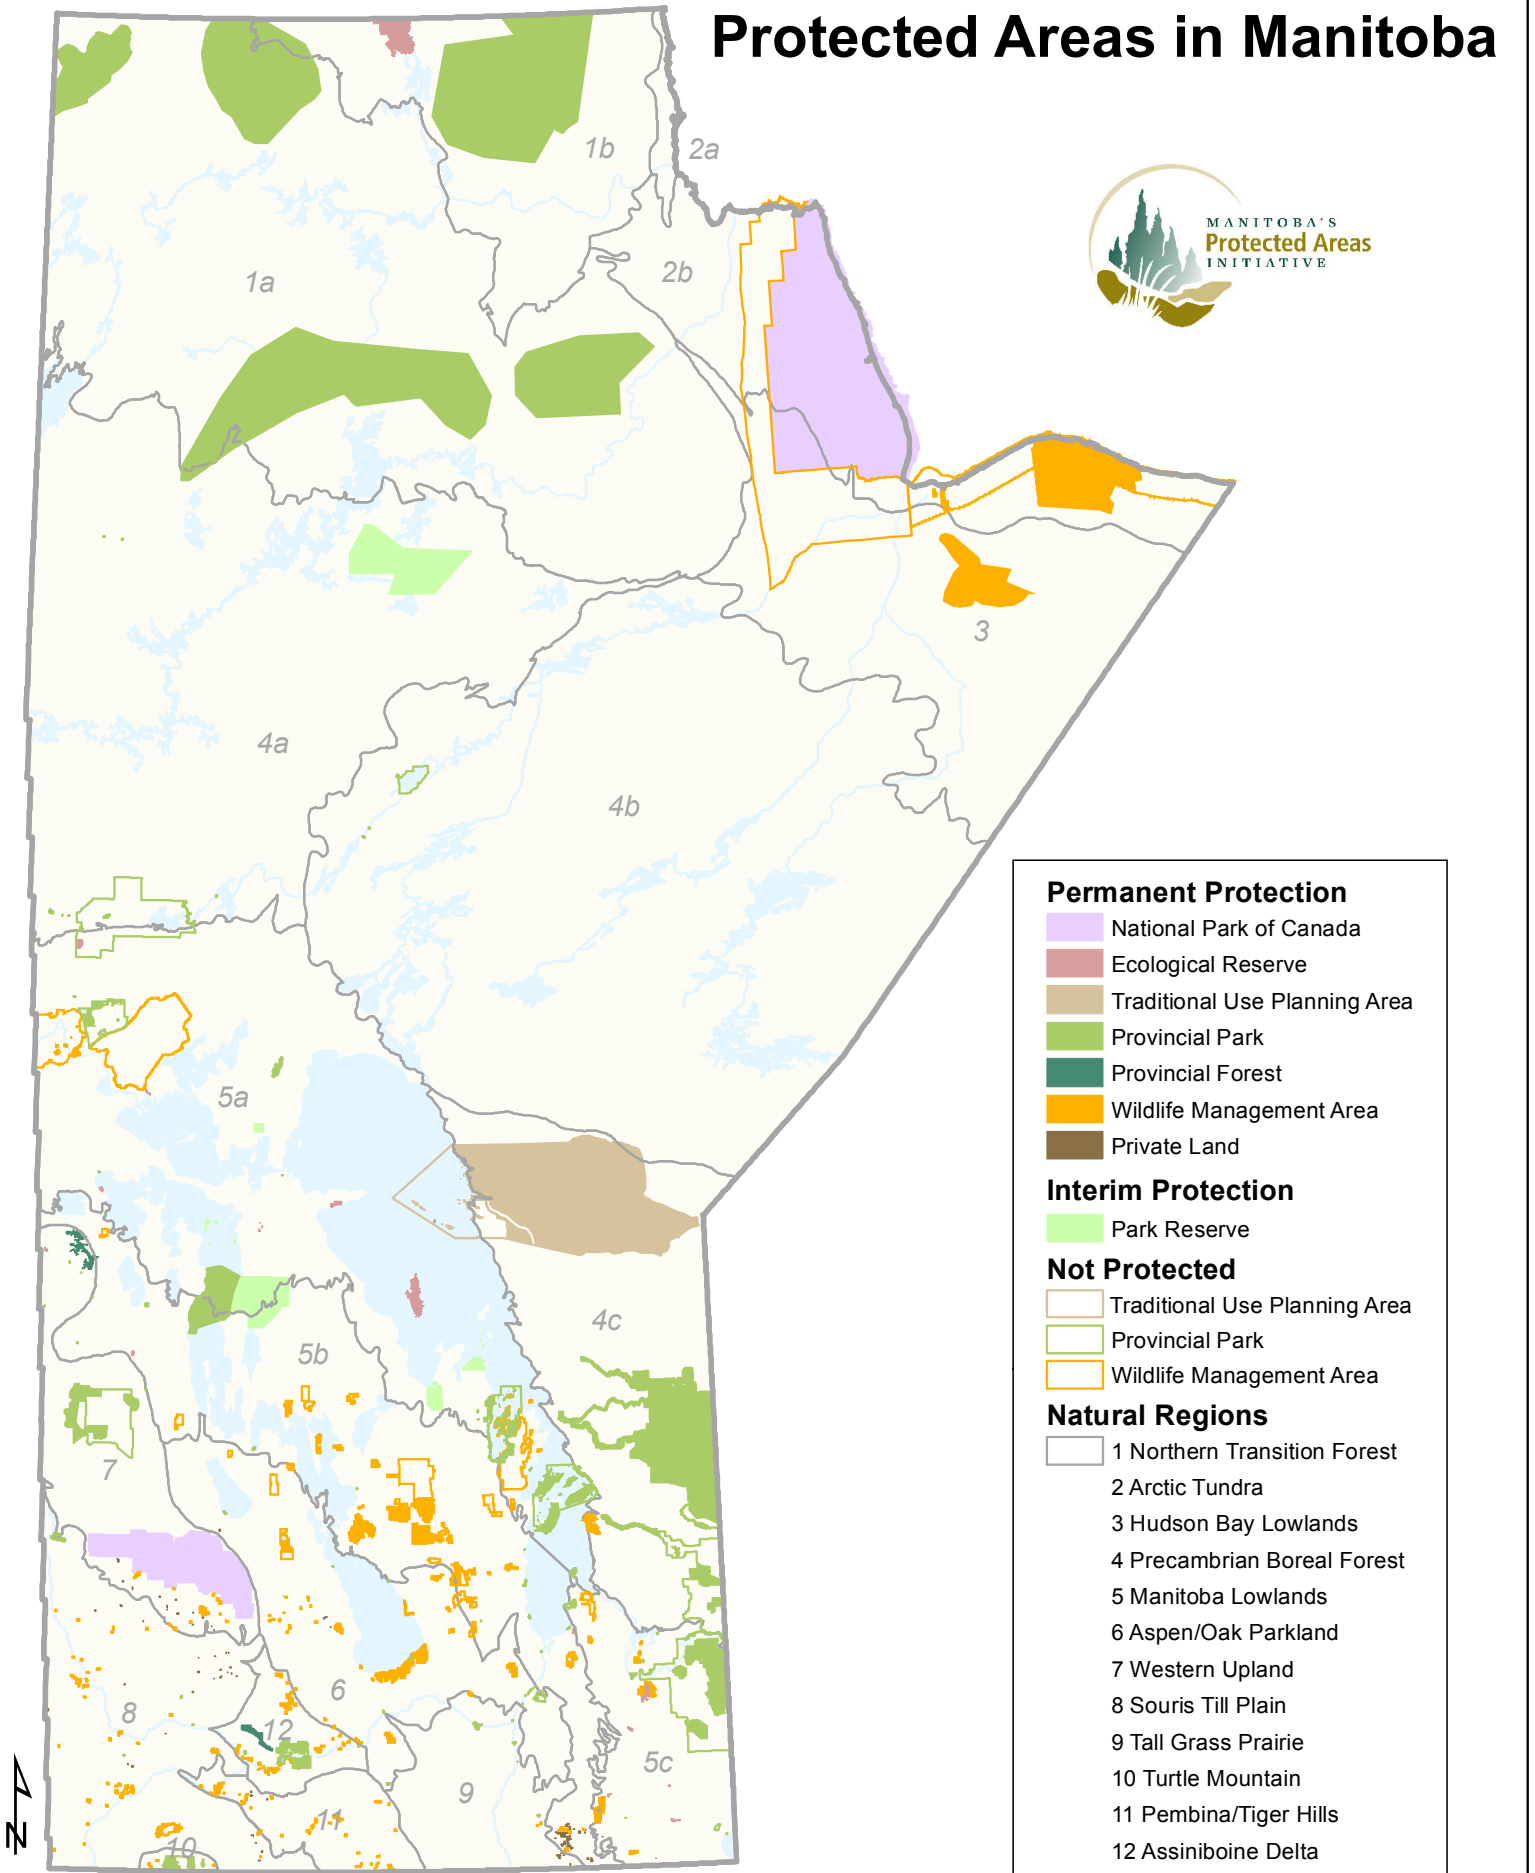 Protected Areas in Manitoba
MANITOBA'S
Protected Areas
INITIATIVE
1b
2a
1a
2b
3
4a
4b
5a
4c
5b
7
6
8
12
5c
9
11
10
N
Permanent Protection
National Park of Canada
Ecological Reserve
Traditional Use Planning Area
Provincial Park
Provincial Forest
Wildlife Management Area
Private Land
Interim Protection
Park Reserve
Not Protected
Traditional Use Planning Area
Provincial Park
Wildlife Management Area
Natural Regions
1 Northern Transition Forest
2 Arctic Tundra
3 Hudson Bay Lowlands
4 Precambrian Boreal Forest
5 Manitoba Lowlands
6 Aspen/Oak Parkland
7 Western Upland
8 Souris Till Plain
9 Tall Grass Prairie
10 Turtle Mountain
11 Pembina/Tiger Hills
12 Assiniboine Delta